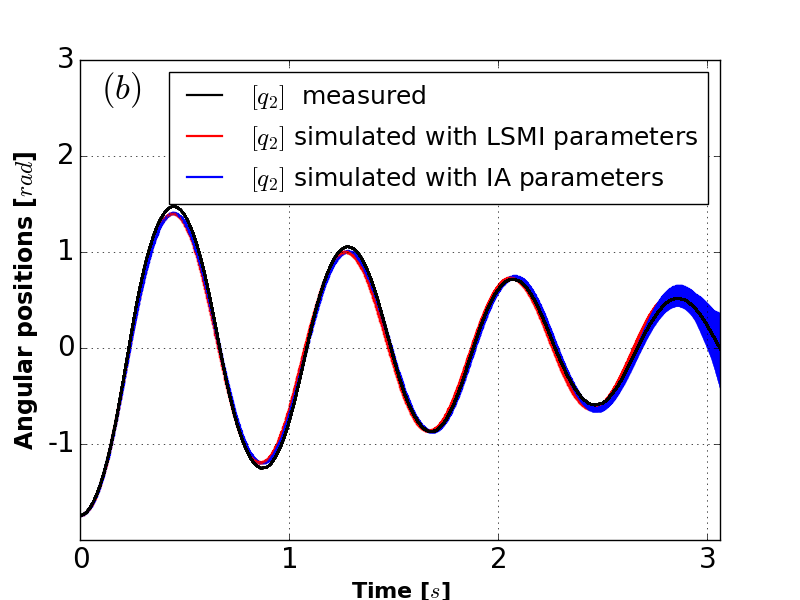 (b)
[q₂] measured
[q₂] simulated with LSMI parameters
[q₂] simulated with IA parameters
3
2
1
0
-1
Angular positions [rad]
0 1 2 3
Time [s]